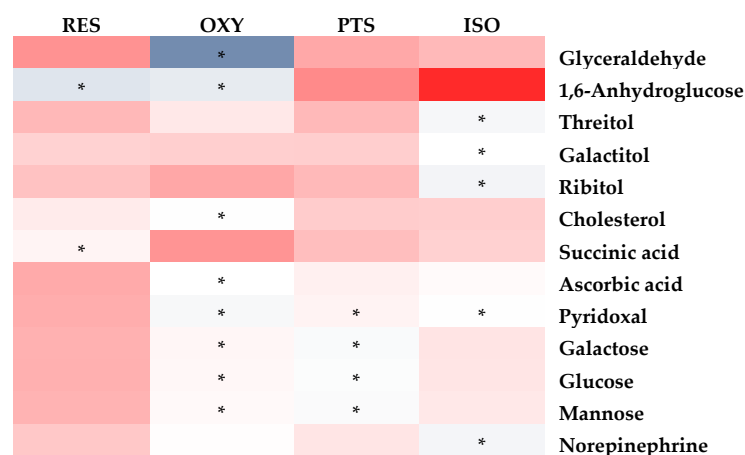 RES OXY PTS ISO
* Glyceraldehyde
* * 1,6-Anhydroglucose
* Threitol
* Galactitol
* Ribitol
* Cholesterol
* Succinic acid
* Ascorbic acid
* * * Pyridoxal
* * Galactose
* * Glucose
* * Mannose
* Norepinephrine